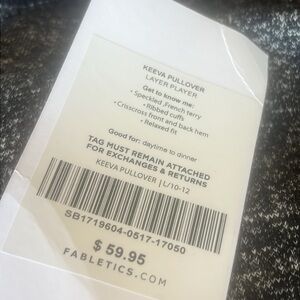 KEEVA PULLOVER
LAYER PLAYER
Get to know me:
• Speckled, French terry
• Ribbed cuffs
• Crisscross front and back hem
• Relaxed fit
Good for: daytime to dinner
TAG MUST REMAIN ATTACHED
FOR EXCHANGES & RETURNS
KEEVA PULLOVER | L/10-12
SB1719604-0517-17050
$ 59.95
FABLETICS.COM